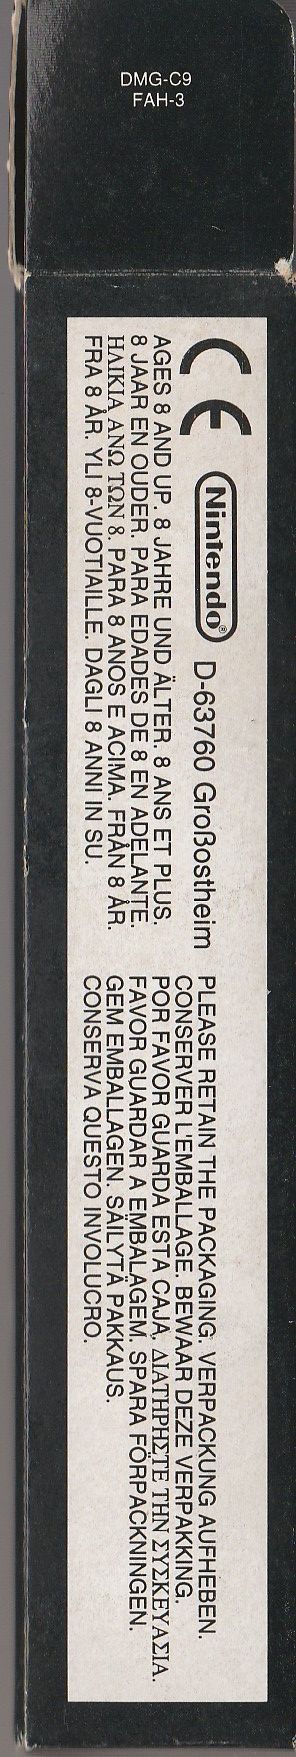 DMG-C9
FAH-3
CE Nintendo® D-63760 Großostheim
AGES 8 AND UP. 8 JAHRE UND ÄLTER. 8 ANS ET PLUS.
8 JAAR EN OUDER. PARA EDADES DE 8 EN ADELANTE.
ΗΛΙΚΙΑ ΑΝΩ ΤΩΝ 8. PARA 8 ANOS E ACIMA. FRÅN 8 ÅR.
FRA 8 ÅR. YLI 8-VUOTIAILLE. DAGLI 8 ANNI IN SU.
PLEASE RETAIN THE PACKAGING. VERPACKUNG AUFHEBEN.
CONSERVER L'EMBALLAGE. BEWAAR DEZE VERPAKKING.
POR FAVOR GUARDA ESTA CAJA. ΔΙΑΤΗΡΗΣΤΕ ΤΗΝ ΣΥΣΚΕΥΑΣΙΑ.
FAVOR GUARDAR A EMBALAGEM. SPARA FÖRPACKNINGEN.
GEM EMBALLAGEN. SÄILYTÄ PAKKAUS.
CONSERVA QUESTO INVOLUCRO.